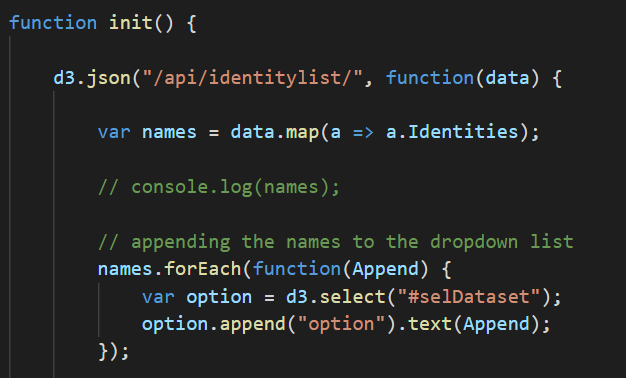 function init() {
d3.json("/api/identitylist/", function(data) {
var names = data.map(a => a.Identities);
// console.log(names);
// appending the names to the dropdown list
names.forEach(function(Append) {
var option = d3.select("#selDataset");
option.append("option").text(Append);
});